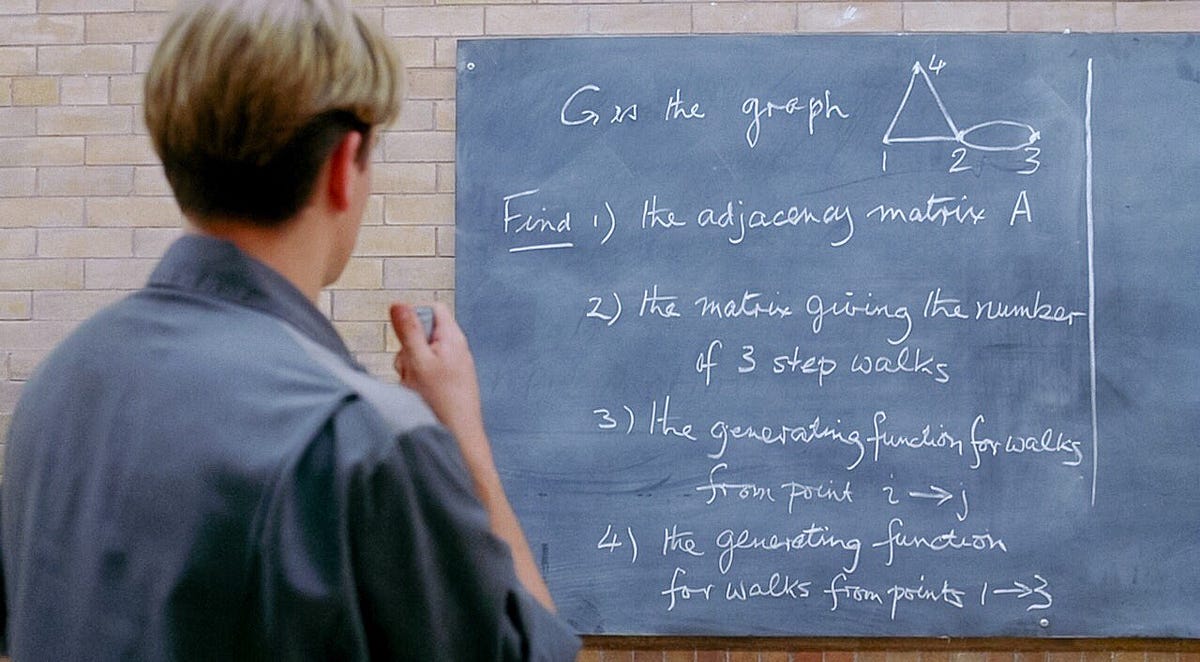 G is the graph
4
1 2 3
Find 1) the adjacency matrix A
2) the matrix giving the number
of 3 step walks
3) the generating function for walks
from point i → j
4) the generating function
for walks from points 1 → 3